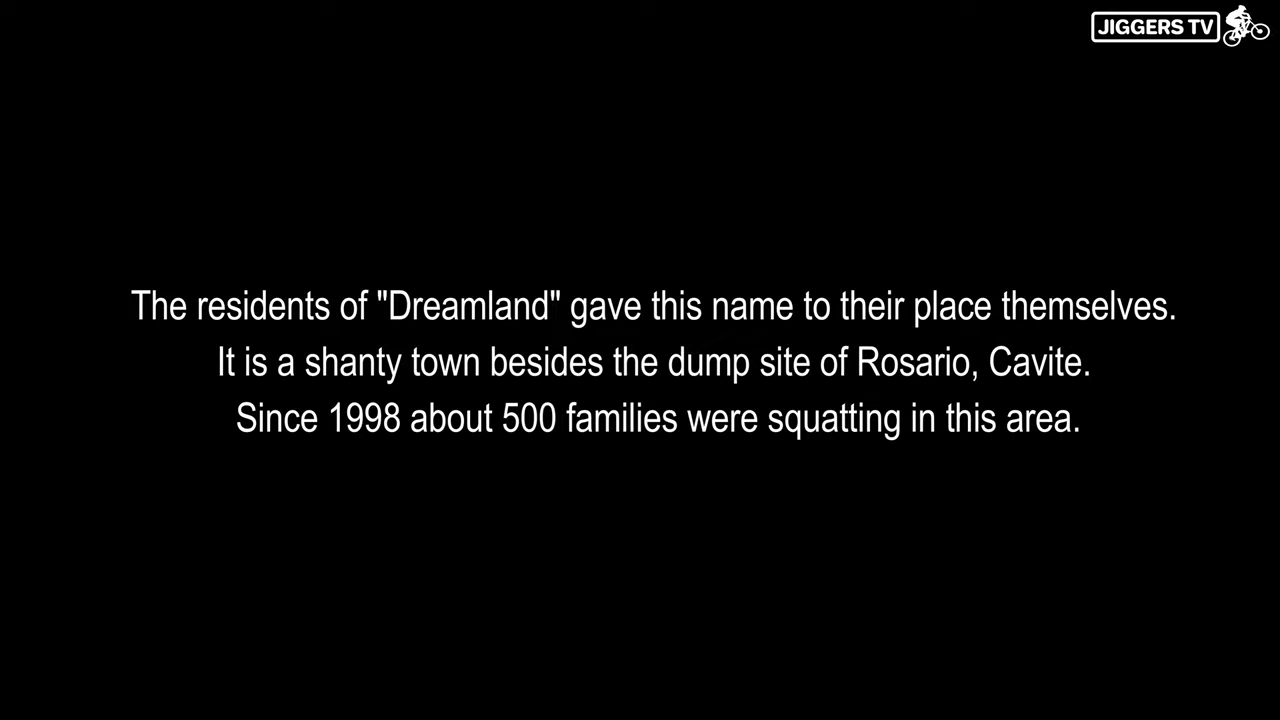 JIGGERS TV
The residents of "Dreamland" gave this name to their place themselves.
It is a shanty town besides the dump site of Rosario, Cavite.
Since 1998 about 500 families were squatting in this area.